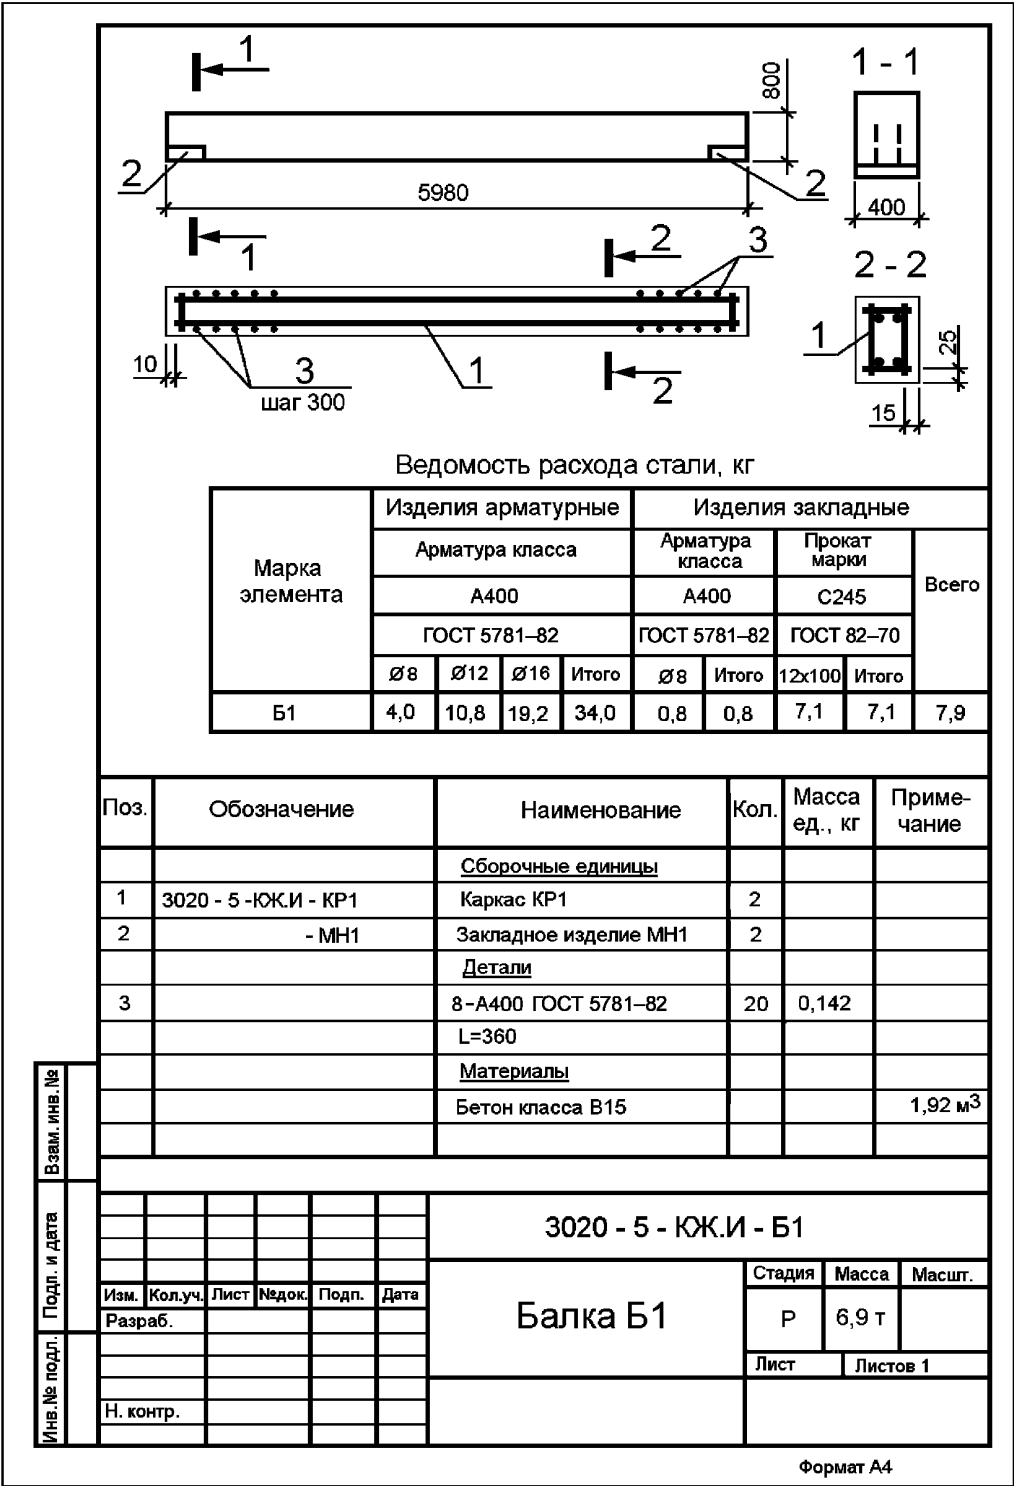 1
1 - 1
800
2
2
5980
400
1
2
3
2 - 2
1
25
10
3
1
шаг 300
2
15
Ведомость расхода стали, кг
Марка элемента
Изделия арматурные
Изделия закладные
Арматура класса
Арматура класса
Прокат марки
Всего
А400
А400
С245
ГОСТ 5781–82
ГОСТ 5781–82
ГОСТ 82–70
Ø8 Ø12 Ø16 Итого Ø8 Итого 12х100 Итого
Б1 4,0 10,8 19,2 34,0 0,8 0,8 7,1 7,1 7,9
Поз. Обозначение Наименование Кол. Масса ед., кг Приме-чание
Сборочные единицы
1 3020 - 5 -КЖ.И - КР1 Каркас КР1 2
2 - МН1 Закладное изделие МН1 2
Детали
3 8-А400 ГОСТ 5781–82 20 0,142
L=360
Материалы
Бетон класса В15 1,92 м3
Взам. инв.№
Подп. и дата
Инв.№ подл.
3020 - 5 - КЖ.И - Б1
Изм. Кол.уч. Лист №док. Подп. Дата
Разраб.
Н. контр.
Балка Б1
Стадия Масса Масшт.
Р 6,9 т
Лист Листов 1
Формат А4